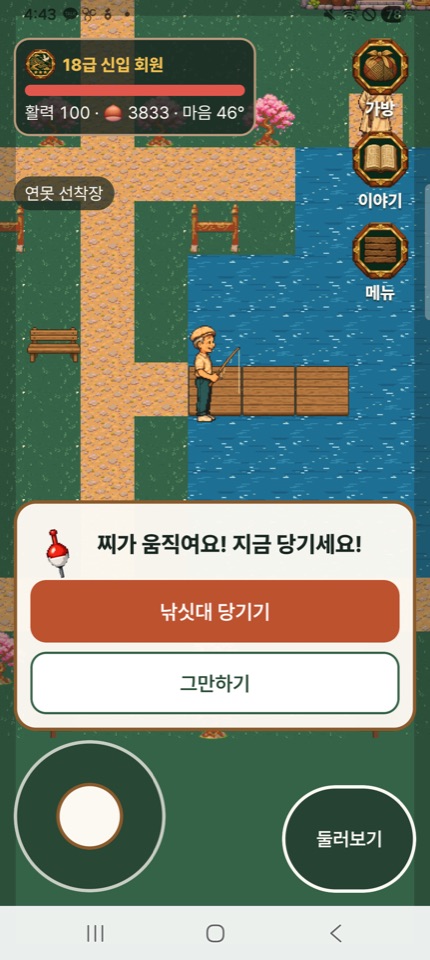 4:43
78
18급 신입 회원
활력 100 · 3833 · 마음 46°
가방
연못 선착장
이야기
메뉴
찌가 움직여요! 지금 당기세요!
낚싯대 당기기
그만하기
둘러보기